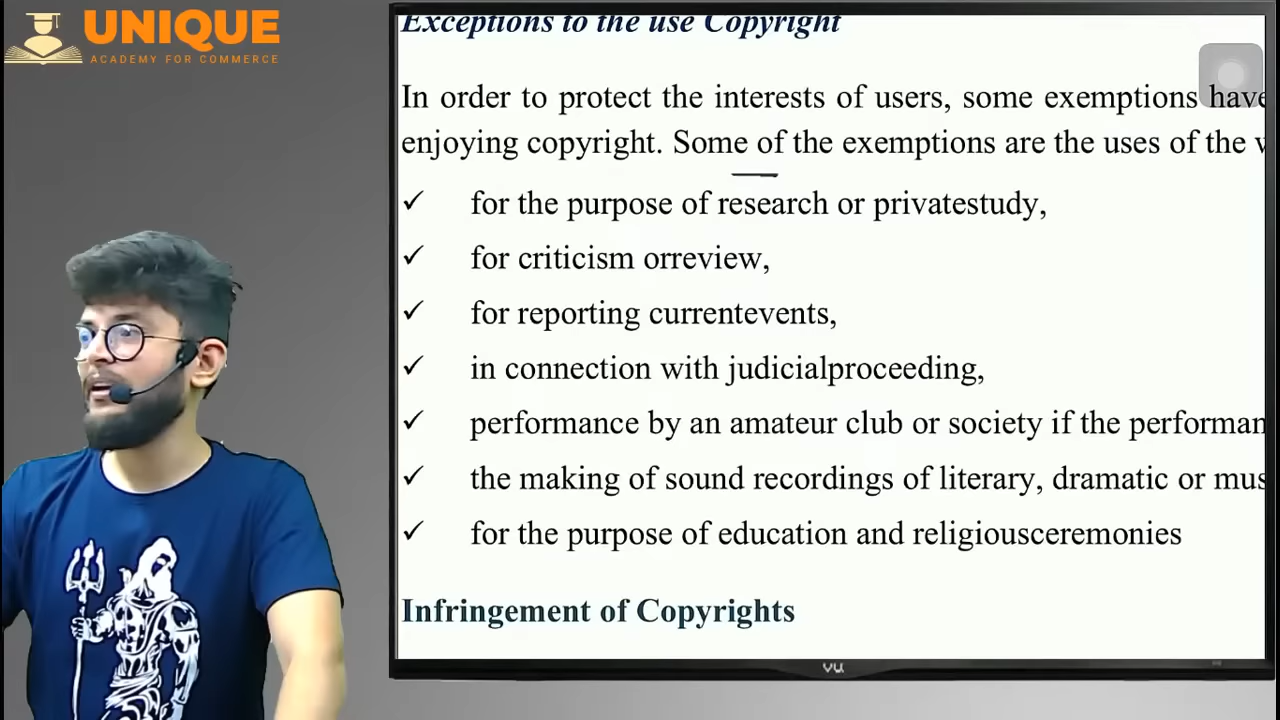 UNIQUE
ACADEMY FOR COMMERCE
Exceptions to the use Copyright
In order to protect the interests of users, some exemptions have
enjoying copyright. Some of the exemptions are the uses of the
✓ for the purpose of research or privatestudy,
✓ for criticism orreview,
✓ for reporting currentevents,
✓ in connection with judicialproceeding,
✓ performance by an amateur club or society if the performan
✓ the making of sound recordings of literary, dramatic or mus
✓ for the purpose of education and religiousceremonies
Infringement of Copyrights
vu